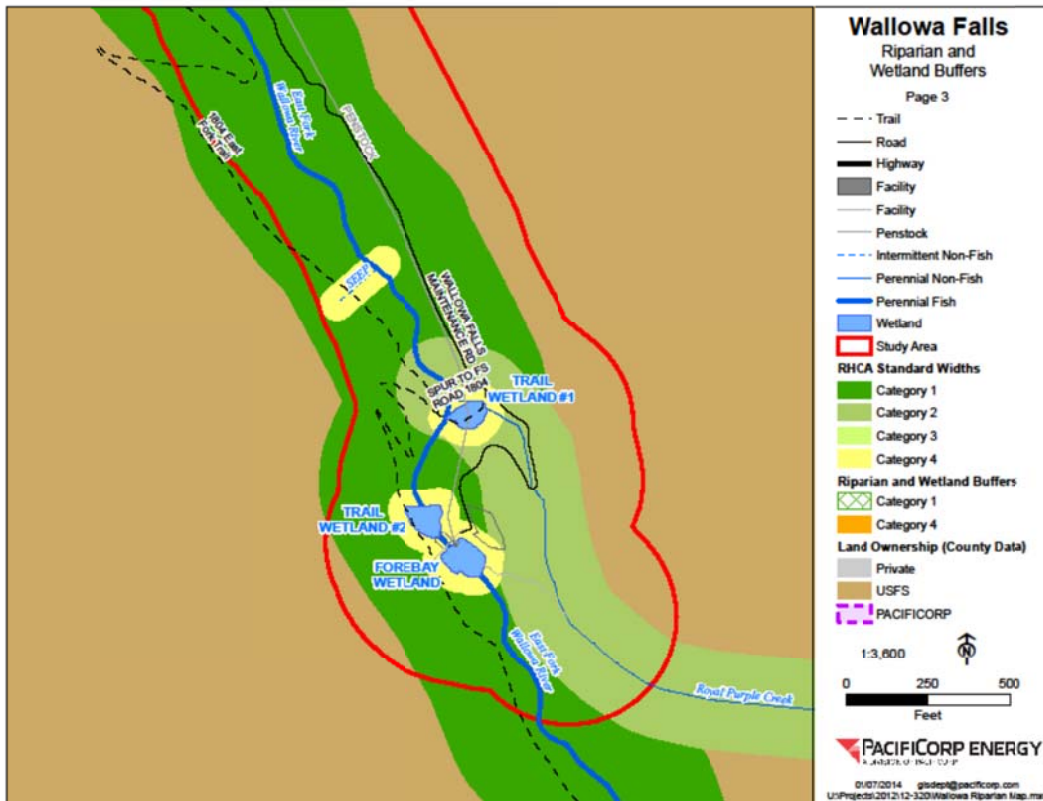 1804 East
Fork Trail
East Fork
Wallowa River
PENSTOCK
SEEP
WALLOWA FALLS
MAINTENANCE RD
SPUR TO FS
ROAD 1804
TRAIL
WETLAND #1
TRAIL
WETLAND #2
FOREBAY
WETLAND
East Fork
Wallowa River
Royal Purple Creek
Wallowa Falls
Riparian and
Wetland Buffers
Page 3
Trail
Road
Highway
Facility
Facility
Penstock
Intermittent Non-Fish
Perennial Non-Fish
Perennial Fish
Wetland
Study Area
RHCA Standard Widths
Category 1
Category 2
Category 3
Category 4
Riparian and Wetland Buffers
Category 1
Category 4
Land Ownership (County Data)
Private
USFS
PACIFICORP
1:3,600
N
0 250 500
Feet
PACIFICORP ENERGY
01/07/2014 gisdept@pacificorp.com